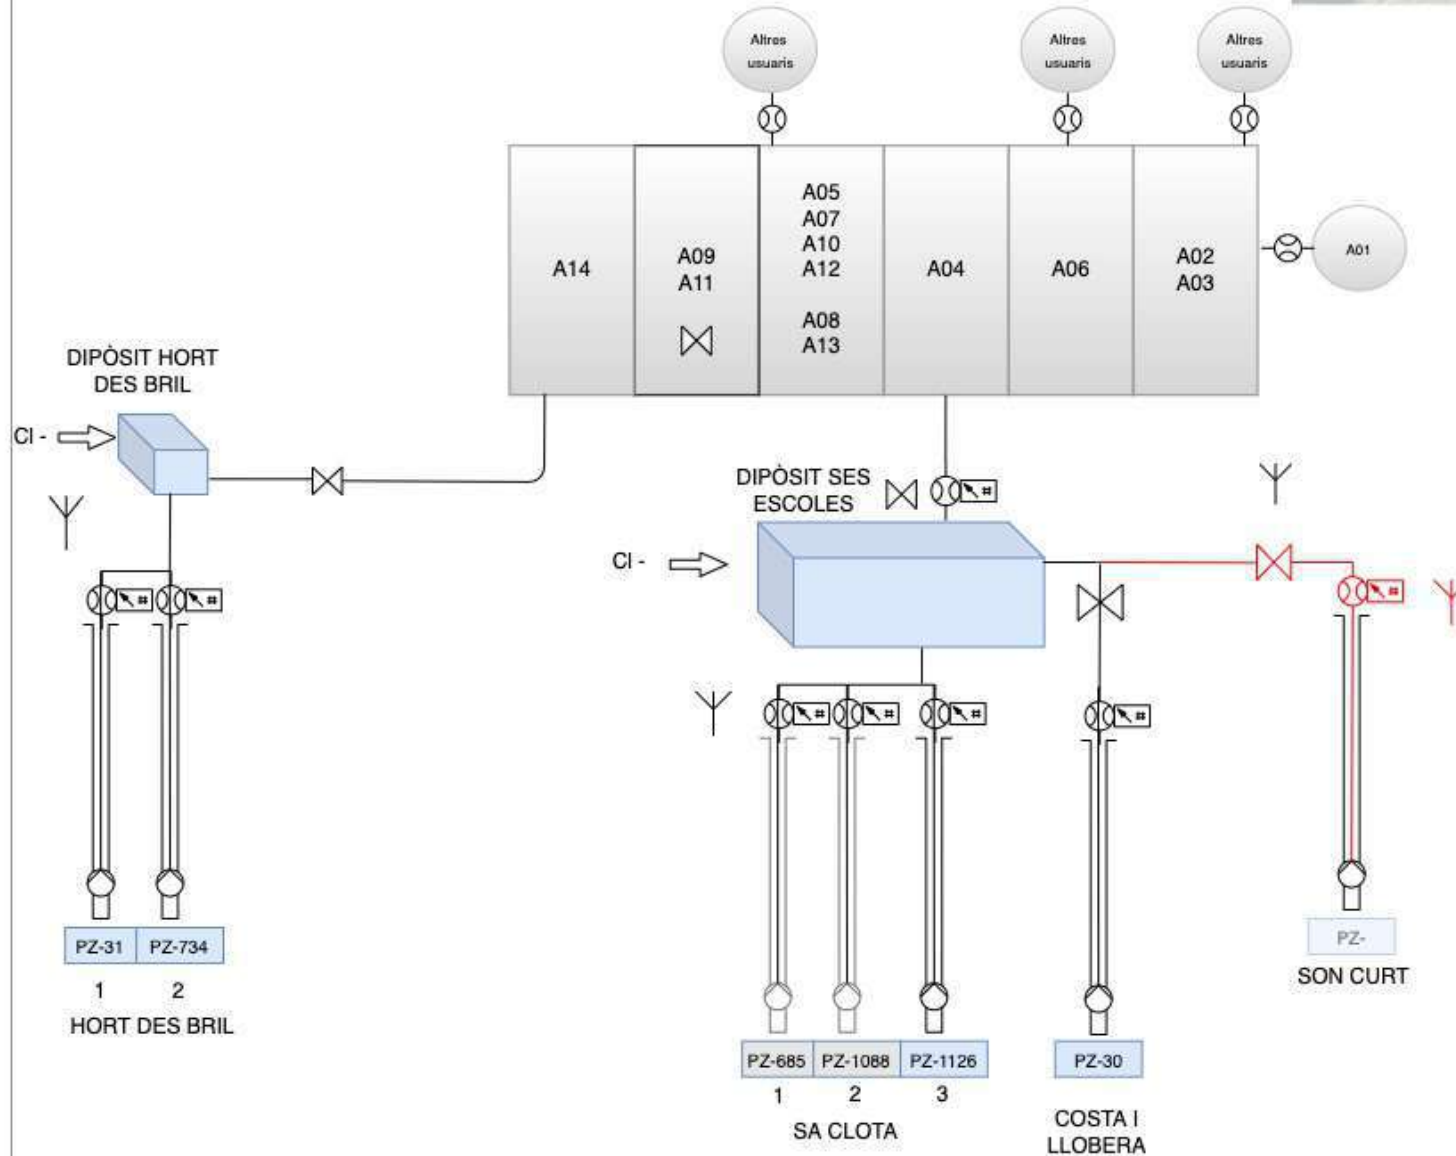 Altres
usuaris
Altres
usuaris
Altres
usuaris
A14
A09
A11
A05
A07
A10
A12
A08
A13
A04
A06
A02
A03
A01
DIPÒSIT HORT
DES BRIL
Cl -
DIPÒSIT SES
ESCOLES
Cl -
#
#
#
#
#
#
#
#
PZ-31
PZ-734
1
2
HORT DES BRIL
PZ-
SON CURT
PZ-685
PZ-1088
PZ-1126
1
2
3
SA CLOTA
PZ-30
COSTA I
LLOBERA